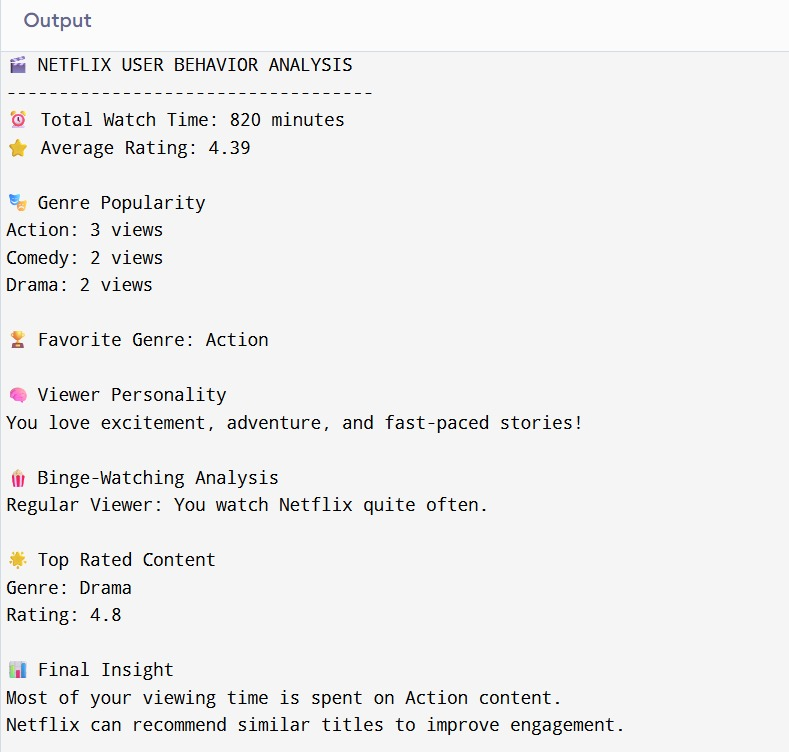 Output
🎬 NETFLIX USER BEHAVIOR ANALYSIS
-----------------------------------
⏰ Total Watch Time: 820 minutes
⭐ Average Rating: 4.39
🎭 Genre Popularity
Action: 3 views
Comedy: 2 views
Drama: 2 views
🏆 Favorite Genre: Action
🧠 Viewer Personality
You love excitement, adventure, and fast-paced stories!
🍿 Binge-Watching Analysis
Regular Viewer: You watch Netflix quite often.
🌟 Top Rated Content
Genre: Drama
Rating: 4.8
📊 Final Insight
Most of your viewing time is spent on Action content.
Netflix can recommend similar titles to improve engagement.